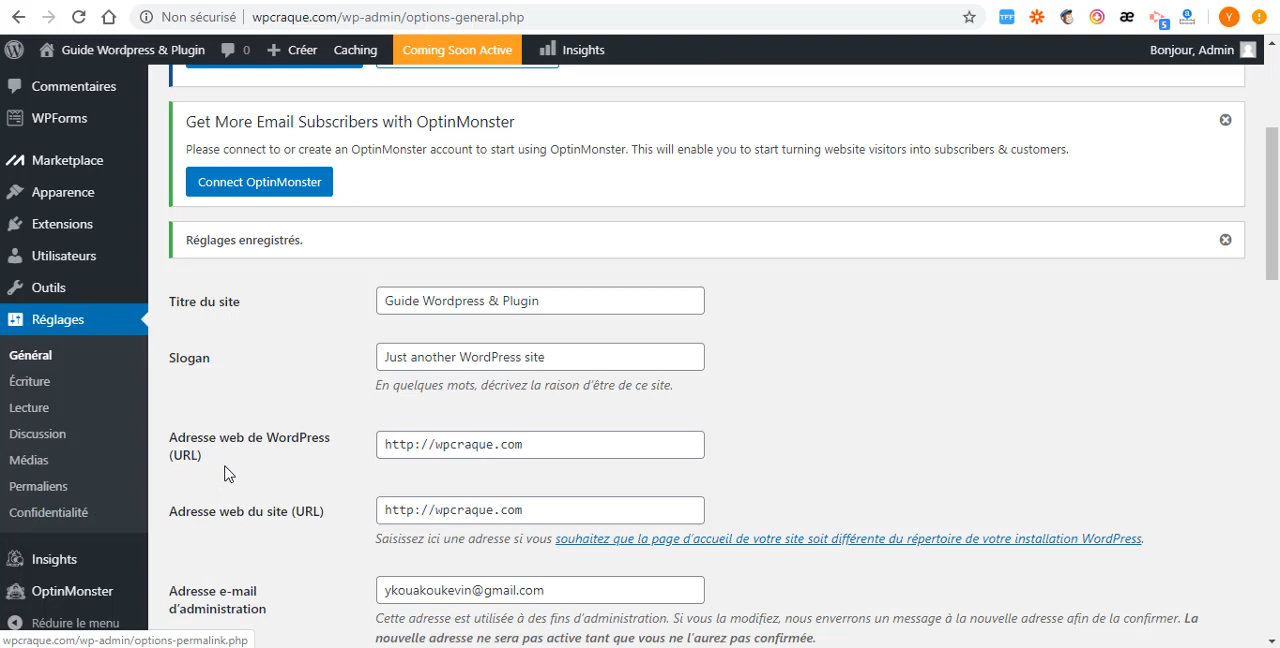 Non sécurisé wpcraque.com/wp-admin/options-general.php
TFF
5
Y
Guide Wordpress & Plugin 0 Créer Caching Coming Soon Active Insights Bonjour, Admin
Commentaires
WPForms
Marketplace
Apparence
Extensions
Utilisateurs
Outils
Réglages
Général
Écriture
Lecture
Discussion
Médias
Permaliens
Confidentialité
Insights
OptinMonster
Réduire le menu
wpcraque.com/wp-admin/options-permalink.php
Get More Email Subscribers with OptinMonster
Please connect to or create an OptinMonster account to start using OptinMonster. This will enable you to start turning website visitors into subscribers & customers.
Connect OptinMonster
Réglages enregistrés.
Titre du site
Guide Wordpress & Plugin
Slogan
Just another WordPress site
En quelques mots, décrivez la raison d'être de ce site.
Adresse web de WordPress
(URL)
http://wpcraque.com
Adresse web du site (URL)
http://wpcraque.com
Saisissez ici une adresse si vous souhaitez que la page d'accueil de votre site soit différente du répertoire de votre installation WordPress.
Adresse e-mail
d'administration
ykouakoukevin@gmail.com
Cette adresse est utilisée à des fins d'administration. Si vous la modifiez, nous enverrons un message à la nouvelle adresse afin de la confirmer. La
nouvelle adresse ne sera pas active tant que vous ne l'aurez pas confirmée.